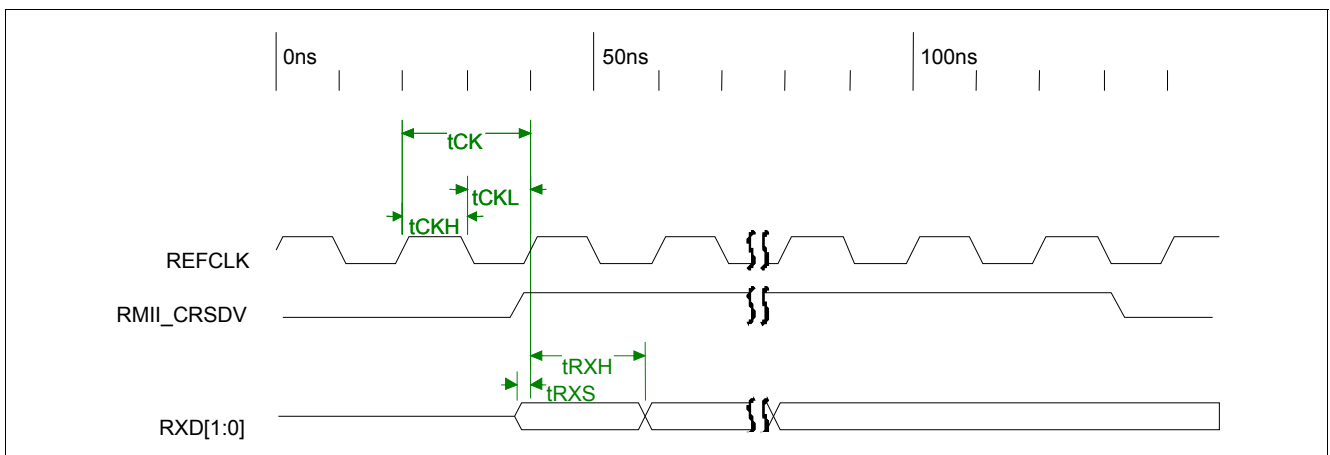 0ns 50ns 100ns
tCK
tCKL
tCKH
REFCLK
RMII_CRSDV
tRXH
tRXS
RXD[1:0]